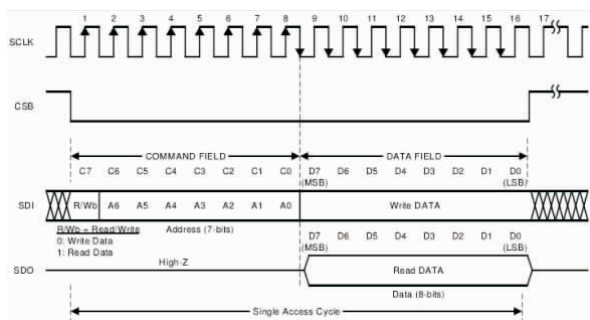 1 2 3 4 5 6 7 8 9 10 11 12 13 14 15 16 17
SCLK
CSB
COMMAND FIELD DATA FIELD
C7 C6 C5 C4 C3 C2 C1 C0 D7 D6 D5 D4 D3 D2 D1 D0
(MSB) (LSB)
SDI R/Wb A6 A5 A4 A3 A2 A1 A0 Write DATA
R/Wb = Read/Write Address (7-bits)
0: Write Data
1: Read Data
D7 D6 D5 D4 D3 D2 D1 D0
(MSB) (LSB)
High-Z
SDO Read DATA
Data (8-bits)
Single Access Cycle